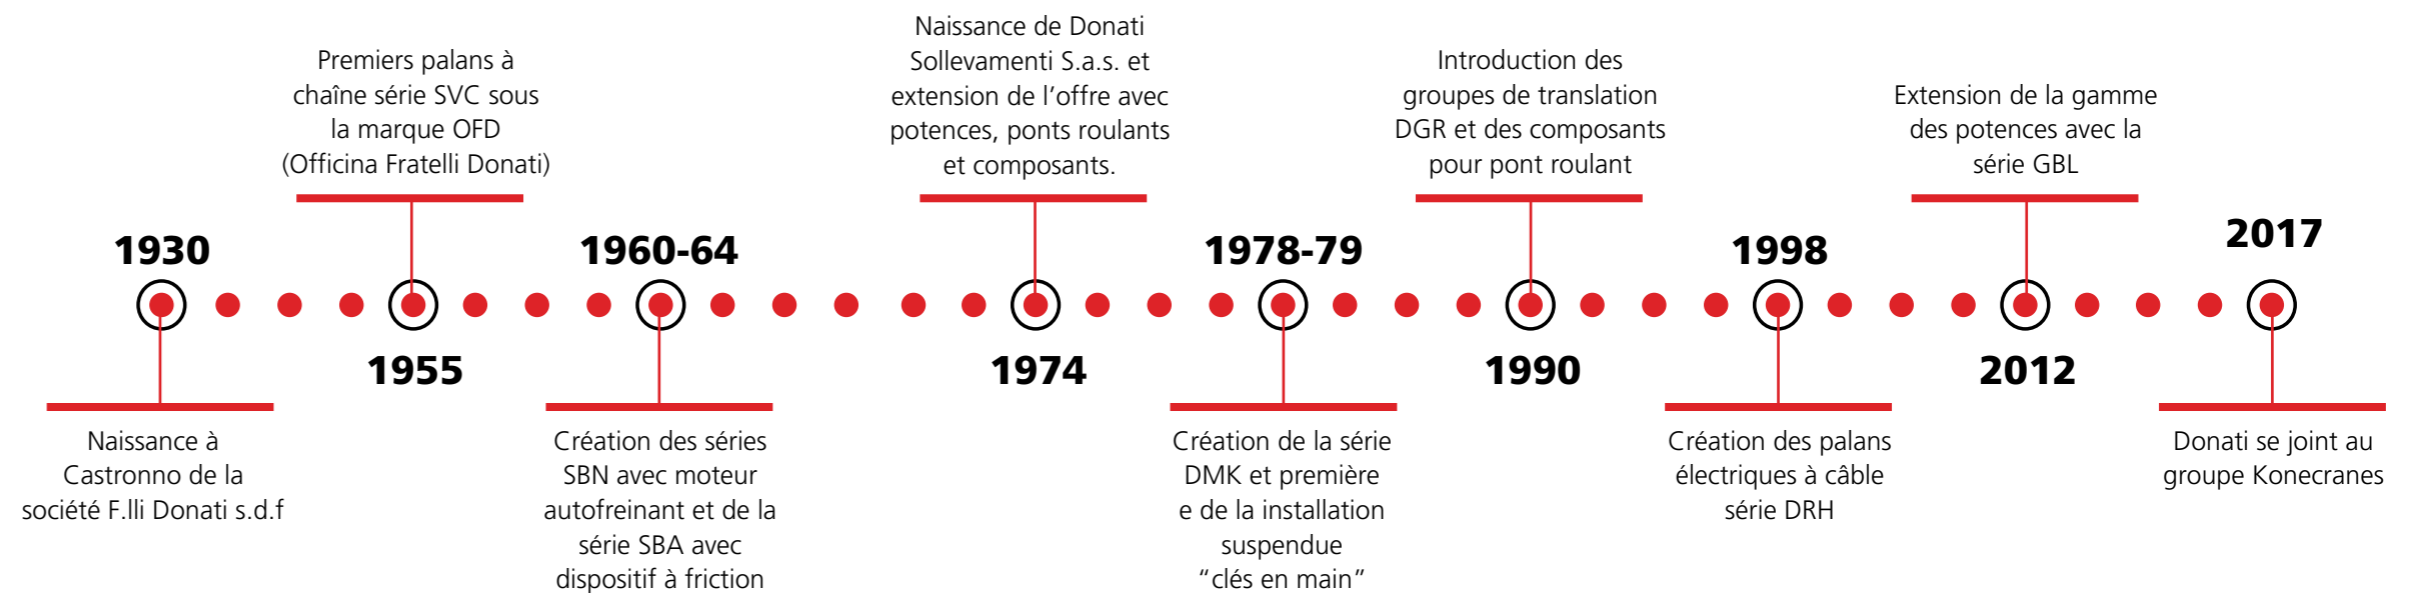 1930
Naissance à
Castronno de la
société F.lli Donati s.d.f
Premiers palans à
chaîne série SVC sous
la marque OFD
(Officina Fratelli Donati)
1955
1960-64
Création des séries
SBN avec moteur
autofreinant et de la
série SBA avec
dispositif à friction
Naissance de Donati
Sollevamenti S.a.s. et
extension de l’offre avec
potences, ponts roulants
et composants.
1974
1978-79
Création de la série
DMK et première
e de la installation
suspendue
“clés en main”
Introduction des
groupes de translation
DGR et des composants
pour pont roulant
1990
1998
Création des palans
électriques à câble
série DRH
Extension de la gamme
des potences avec la
série GBL
2012
2017
Donati se joint au
groupe Konecranes